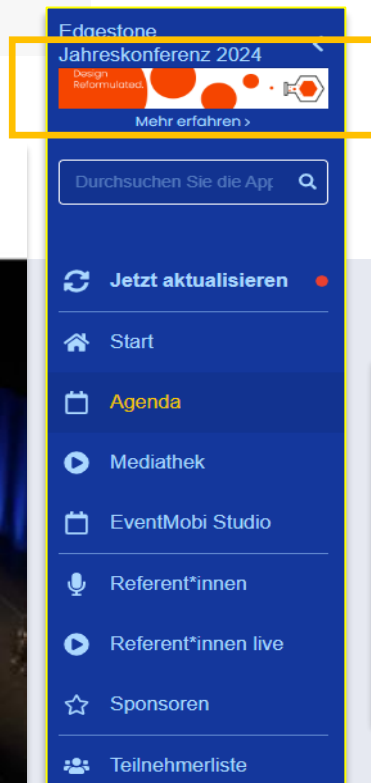 Edgestone
Jahreskonferenz 2024
Design
Reformulated.
Mehr erfahren >
Durchsuchen Sie die App
Jetzt aktualisieren
Start
Agenda
Mediathek
EventMobi Studio
Referent*innen
Referent*innen live
Sponsoren
Teilnehmerliste